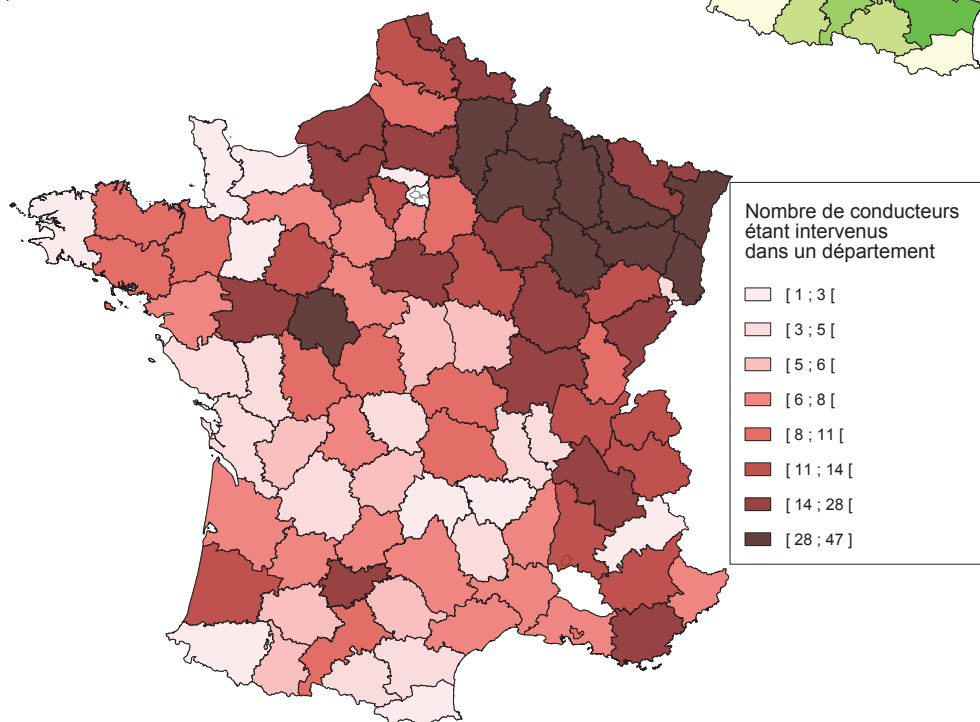 Nombre de conducteurs
étant intervenus
dans un département
[ 1 ; 3 [
[ 3 ; 5 [
[ 5 ; 6 [
[ 6 ; 8 [
[ 8 ; 11 [
[ 11 ; 14 [
[ 14 ; 28 [
[ 28 ; 47 ]